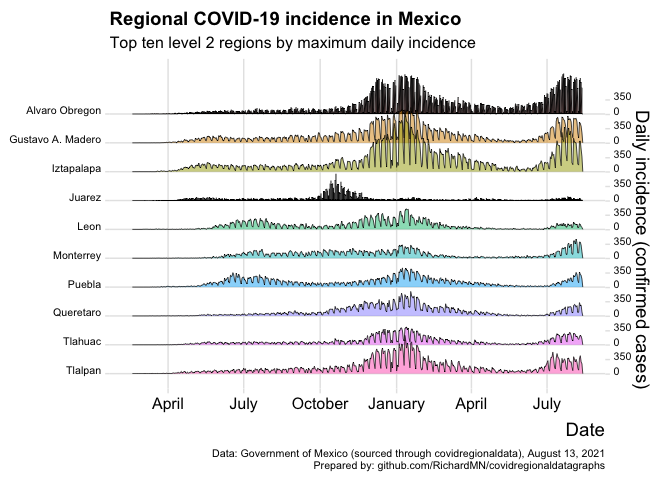 Regional COVID-19 incidence in Mexico
Top ten level 2 regions by maximum daily incidence
Alvaro Obregon
Gustavo A. Madero
Iztapalapa
Juarez
Leon
Monterrey
Puebla
Queretaro
Tlahuac
Tlalpan
350
0
350
0
350
0
350
0
350
0
350
0
350
0
350
0
350
0
350
0
Daily incidence (confirmed cases)
April
July
October
January
April
July
Date
Data: Government of Mexico (sourced through covidregionaldata), August 13, 2021
Prepared by: github.com/RichardMN/covidregionaldatagraphs